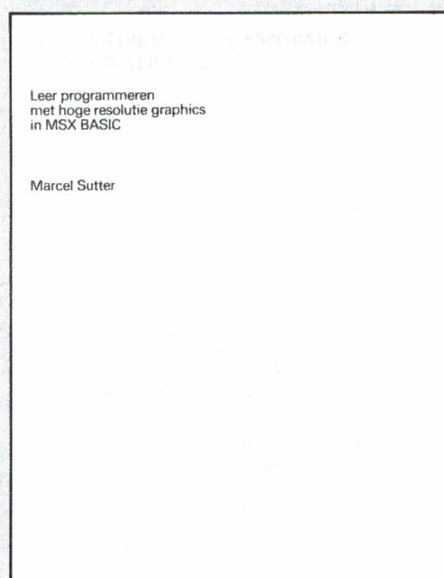 Leer programmeren
met hoge resolutie graphics
in MSX BASIC
Marcel Sutter